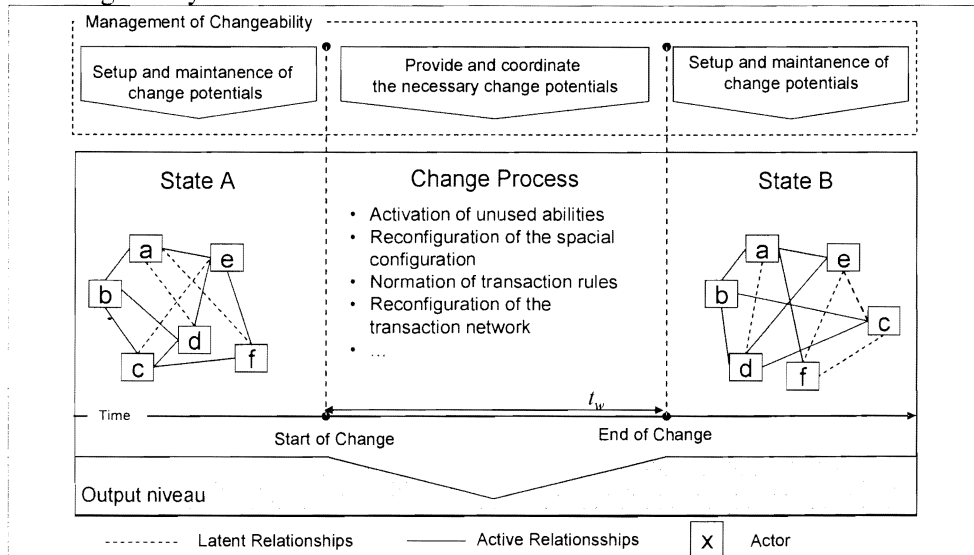 Management of Changeability
Setup and maintanence of
change potentials
Provide and coordinate
the necessary change potentials
Setup and maintanence of
change potentials
State A
a
e
b
d
c
f
Change Process
• Activation of unused abilities
• Reconfiguration of the spacial
configuration
• Normation of transaction rules
• Reconfiguration of the
transaction network
• ...
State B
a
e
b
c
d
f
Time
t_w
Start of Change
End of Change
Output niveau
Latent Relationships
Active Relationsships
x
Actor